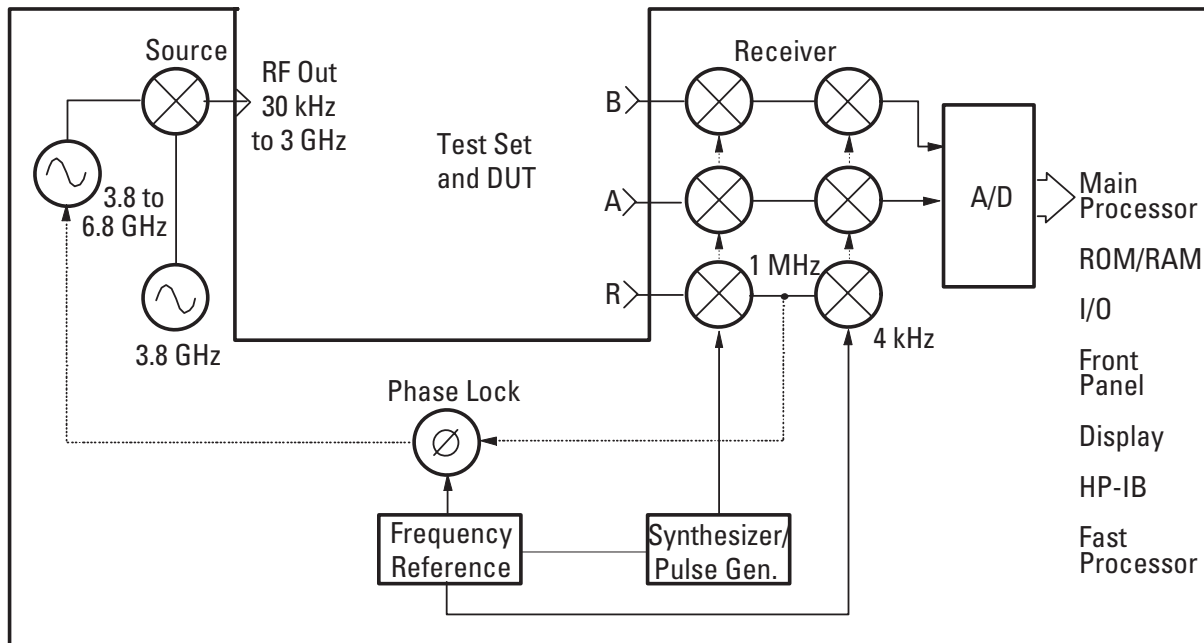 Source
RF Out
30 kHz
to 3 GHz
3.8 to
6.8 GHz
3.8 GHz
Test Set
and DUT
Receiver
B
A
R
1 MHz
4 kHz
A/D
Main
Processor
ROM/RAM
I/O
Front
Panel
Display
HP-IB
Fast
Processor
Phase Lock
Ø
Frequency
Reference
Synthesizer/
Pulse Gen.